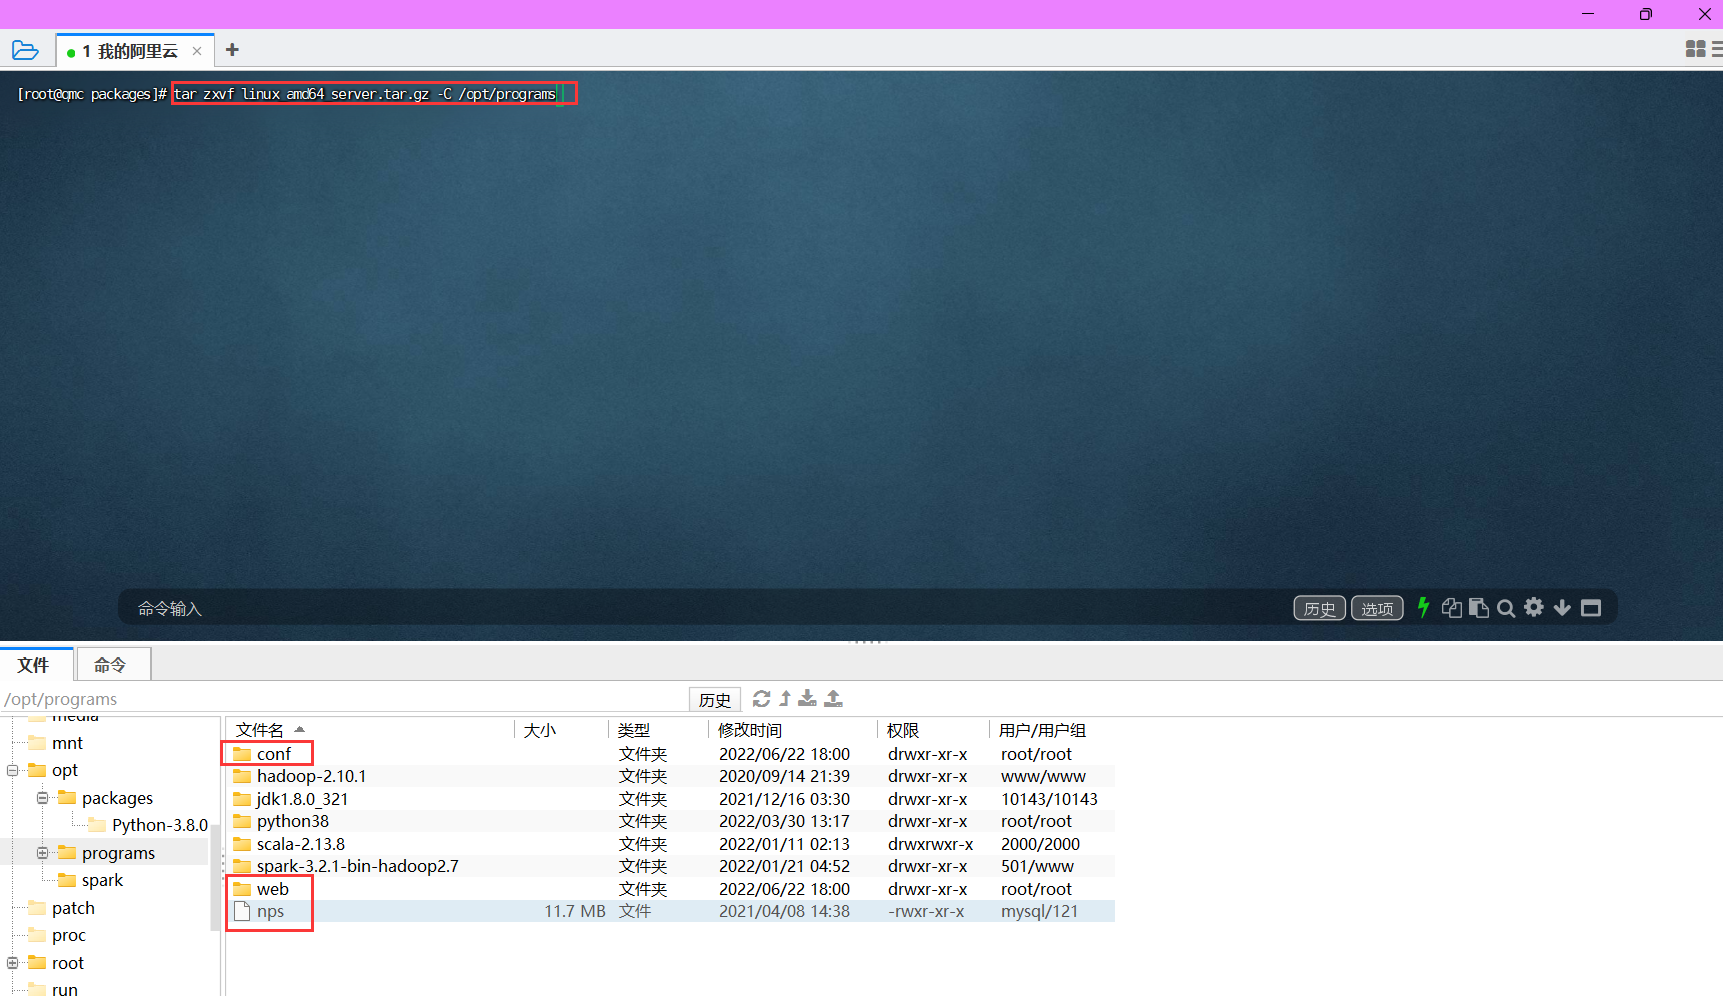 1 我的阿里云
[root@qmc packages]# tar zxvf linux_amd64_server.tar.gz -C /opt/programs
命令输入
历史 选项
文件 命令
/opt/programs 历史
media
mnt
opt
packages
Python-3.8.0
programs
spark
patch
proc
root
run
文件名 大小 类型 修改时间 权限 用户/用户组
conf 文件夹 2022/06/22 18:00 drwxr-xr-x root/root
hadoop-2.10.1 文件夹 2020/09/14 21:39 drwxr-xr-x www/www
jdk1.8.0_321 文件夹 2021/12/16 03:30 drwxr-xr-x 10143/10143
python38 文件夹 2022/03/30 13:17 drwxr-xr-x root/root
scala-2.13.8 文件夹 2022/01/11 02:13 drwxrwxr-x 2000/2000
spark-3.2.1-bin-hadoop2.7 文件夹 2022/01/21 04:52 drwxr-xr-x 501/www
web 文件夹 2022/06/22 18:00 drwxr-xr-x root/root
nps 11.7 MB 文件 2021/04/08 14:38 -rwxr-xr-x mysql/121